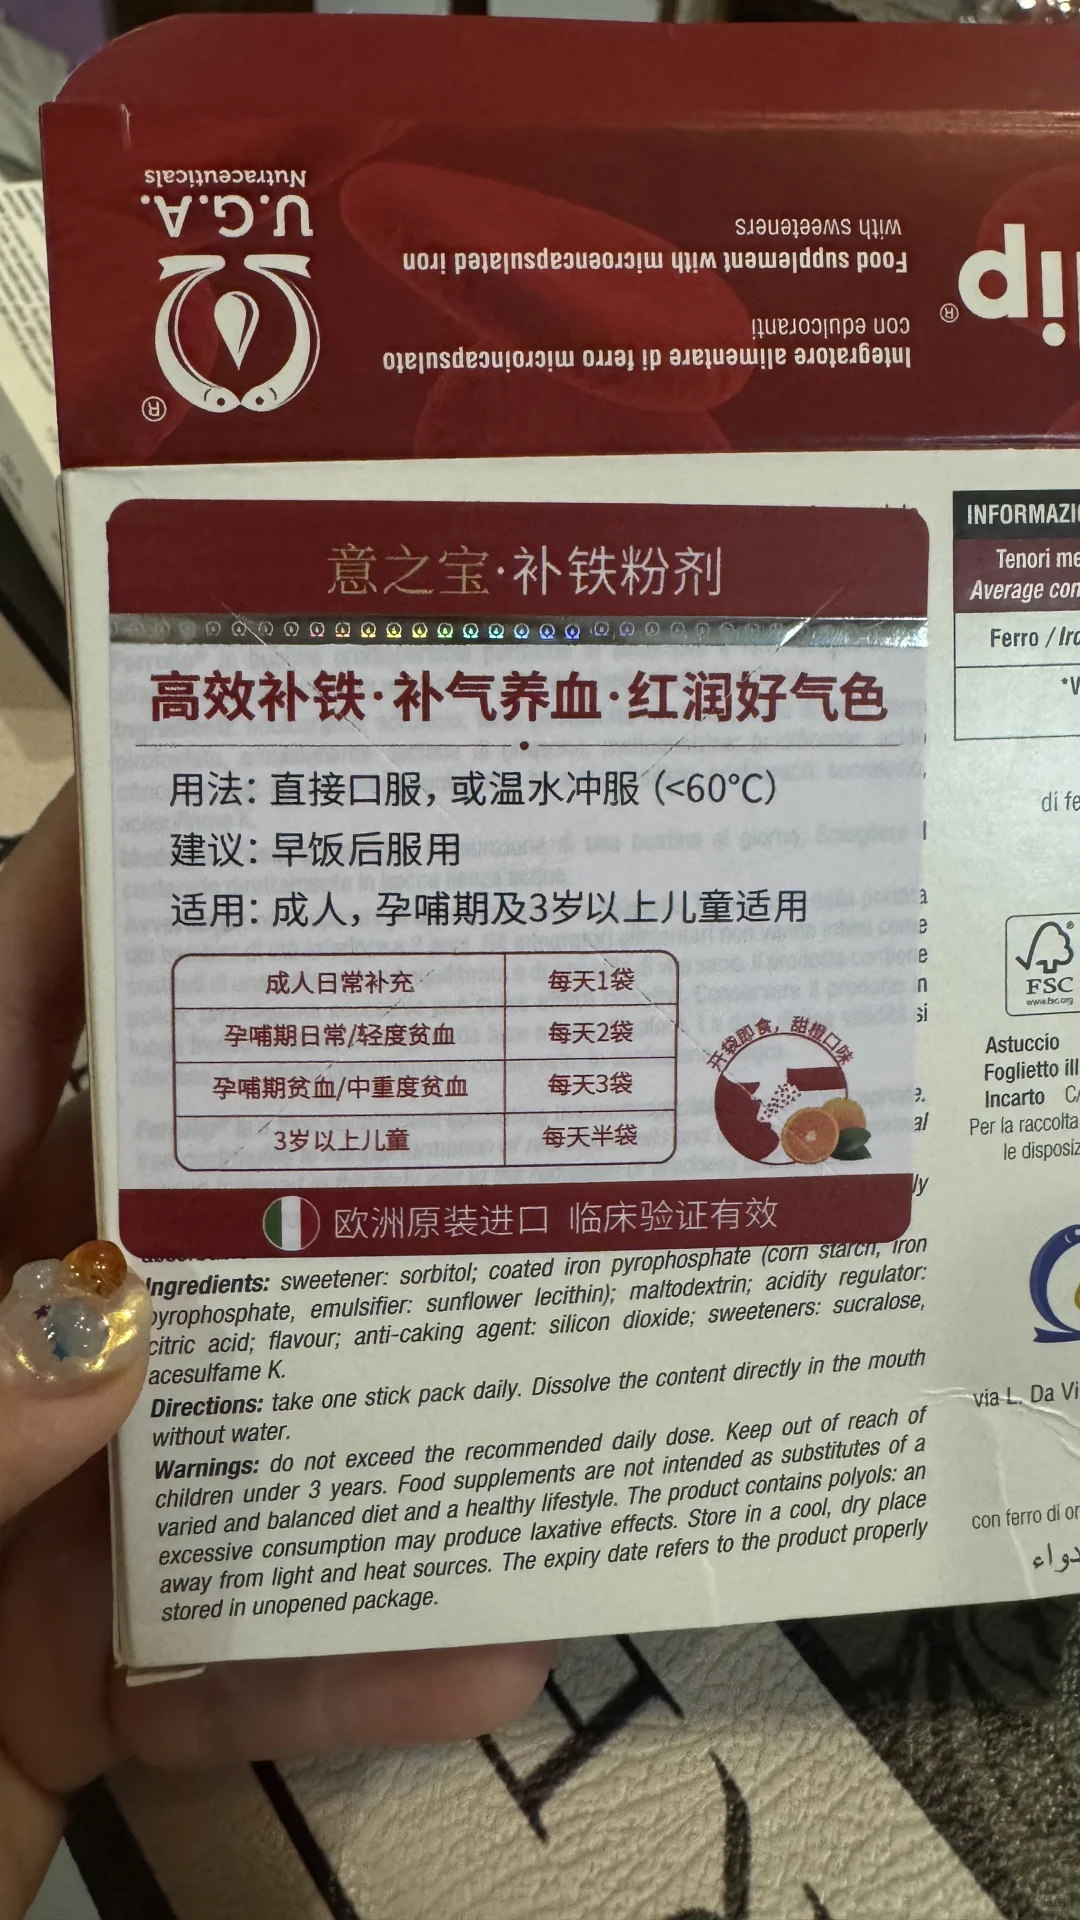 U.G.A.
Nutraceuticals
®
ip®
Integratore alimentare di ferro microincapsulato
con edulcoranti
Food supplement with microencapsulated iron
with sweeteners
意之宝·补铁粉剂
高效补铁·补气养血·红润好气色
用法：直接口服，或温水冲服（<60℃）
建议：早饭后服用
适用：成人，孕哺期及3岁以上儿童适用
成人日常补充 每天1袋
孕哺期日常/轻度贫血 每天2袋
孕哺期贫血/中重度贫血 每天3袋
3岁以上儿童 每天半袋
开袋即食，甜橙口味
欧洲原装进口 临床验证有效
Ingredients: sweetener: sorbitol; coated iron pyrophosphate (corn starch, iron
pyrophosphate, emulsifier: sunflower lecithin); maltodextrin; acidity regulator:
citric acid; flavour; anti-caking agent: silicon dioxide; sweeteners: sucralose,
acesulfame K.
Directions: take one stick pack daily. Dissolve the content directly in the mouth
without water.
Warnings: do not exceed the recommended daily dose. Keep out of reach of
children under 3 years. Food supplements are not intended as substitutes of a
varied and balanced diet and a healthy lifestyle. The product contains polyols: an
excessive consumption may produce laxative effects. Store in a cool, dry place
away from light and heat sources. The expiry date refers to the product properly
stored in unopened package.
INFORMAZI
Tenori me
Average con
Ferro / Iro
*V
di fe
FSC
www.fsc.org
Astuccio
Foglietto ill
Incarto C/
Per la raccolta
le disposiz
via L. Da Vi
con ferro di or
دواء